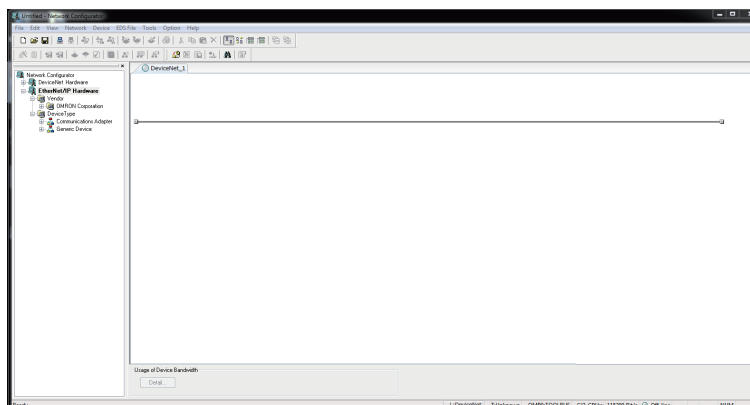 Untitled - Network Configurator
File Edit View Network Device EDS File Tools Option Help
DeviceNet_1
Network Configurator
DeviceNet Hardware
EtherNet/IP Hardware
Vendor
OMRON Corporation
DeviceType
Communications Adapter
Generic Device
Usage of Device Bandwidth
Detail...
Ready
L:DeviceNet T:Unknown Off-line NUM